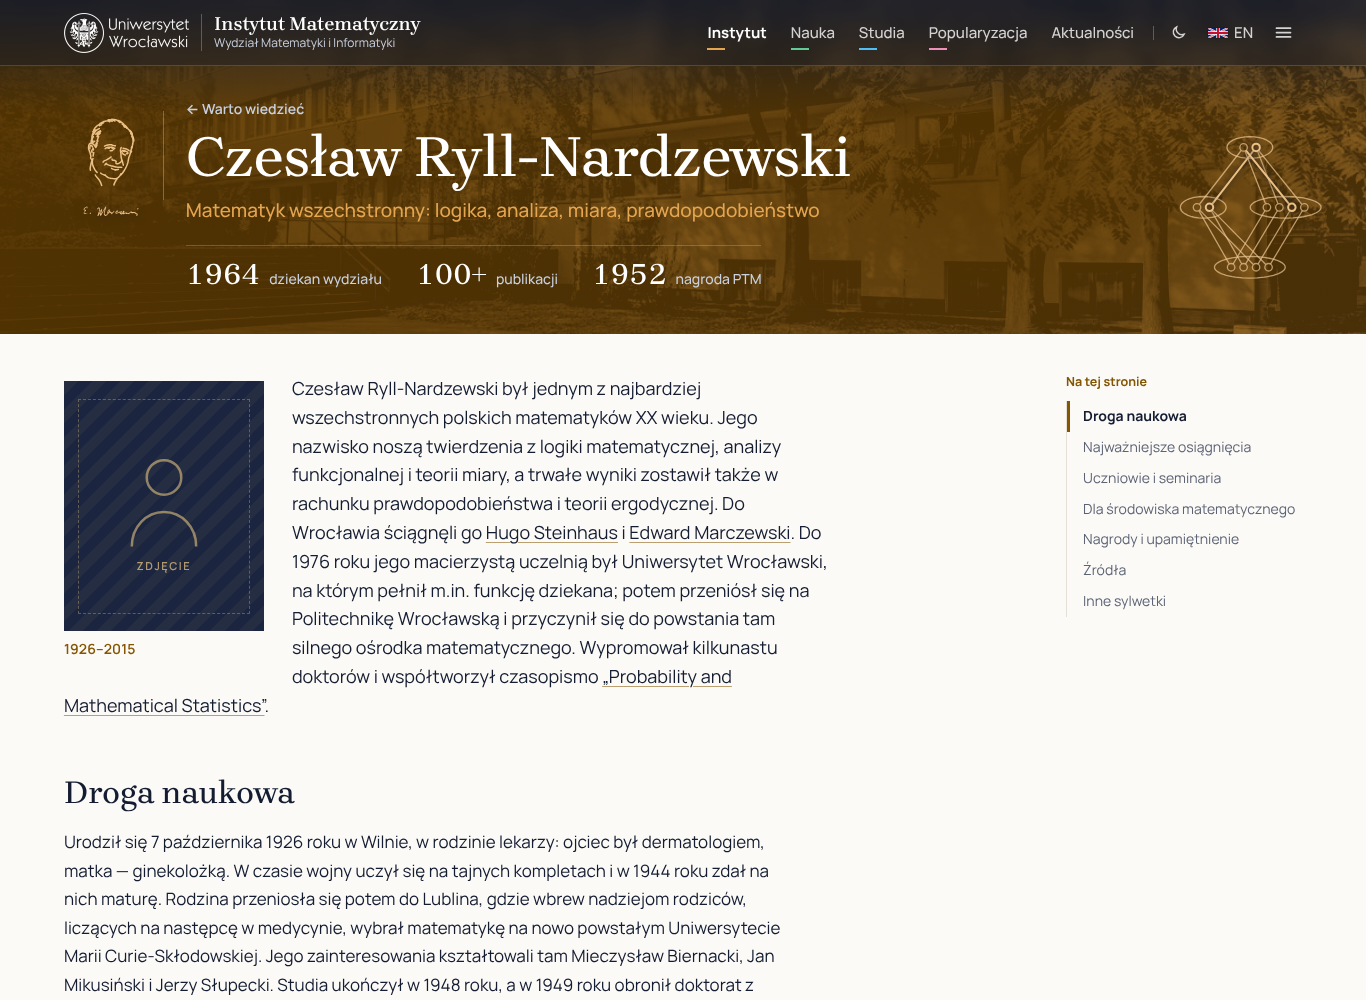 Uniwersytet
Wrocławski
Instytut Matematyczny
Wydział Matematyki i Informatyki
Instytut
Nauka
Studia
Popularyzacja
Aktualności
EN
← Warto wiedzieć
Czesław Ryll-Nardzewski
Matematyk wszechstronny: logika, analiza, miara, prawdopodobieństwo
1964 dziekan wydziału
100+ publikacji
1952 nagroda PTM
ZDJĘCIE
1926–2015
Czesław Ryll-Nardzewski był jednym z najbardziej
wszechstronnych polskich matematyków XX wieku. Jego
nazwisko noszą twierdzenia z logiki matematycznej, analizy
funkcjonalnej i teorii miary, a trwałe wyniki zostawił także w
rachunku prawdopodobieństwa i teorii ergodycznej. Do
Wrocławia ściągnęli go Hugo Steinhaus i Edward Marczewski. Do
1976 roku jego macierzystą uczelnią był Uniwersytet Wrocławski,
na którym pełnił m.in. funkcję dziekana; potem przeniósł się na
Politechnikę Wrocławską i przyczynił się do powstania tam
silnego ośrodka matematycznego. Wypromował kilkunastu
doktorów i współtworzył czasopismo „Probability and
Mathematical Statistics”.
Droga naukowa
Urodził się 7 października 1926 roku w Wilnie, w rodzinie lekarzy: ojciec był dermatologiem,
matka — ginekolożką. W czasie wojny uczył się na tajnych kompletach i w 1944 roku zdał na
nich maturę. Rodzina przeniosła się potem do Lublina, gdzie wbrew nadziejom rodziców,
liczących na następcę w medycynie, wybrał matematykę na nowo powstałym Uniwersytecie
Marii Curie-Skłodowskiej. Jego zainteresowania kształtowali tam Mieczysław Biernacki, Jan
Mikusiński i Jerzy Słupecki. Studia ukończył w 1948 roku, a w 1949 roku obronił doktorat z
Na tej stronie
Droga naukowa
Najważniejsze osiągnięcia
Uczniowie i seminaria
Dla środowiska matematycznego
Nagrody i upamiętnienie
Źródła
Inne sylwetki